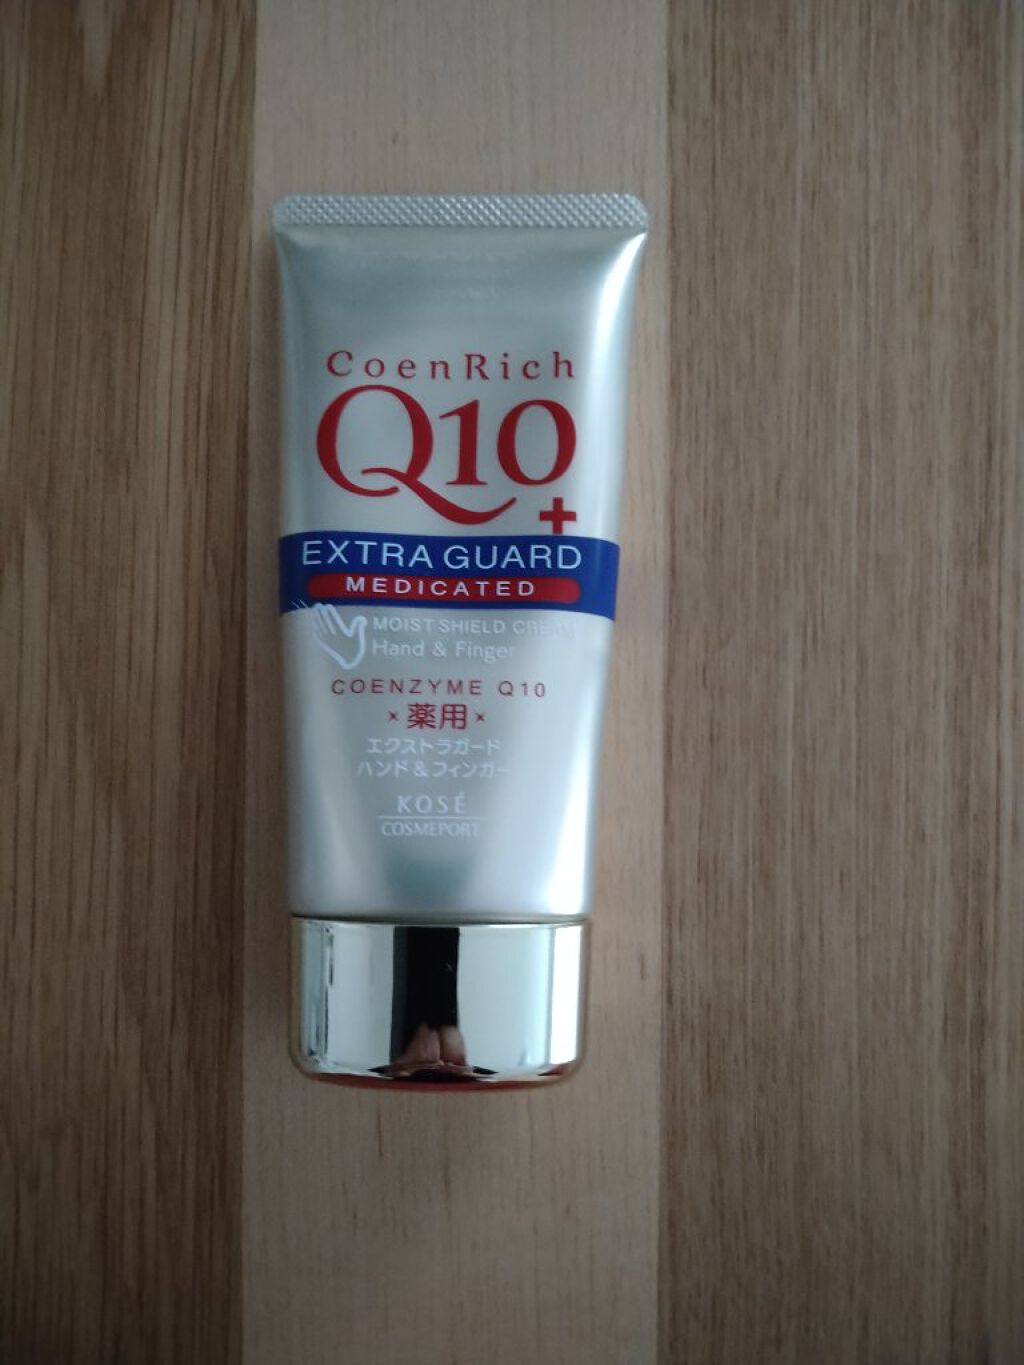 CoenRich
Q10
+
EXTRA GUARD
MEDICATED
MOIST SHIELD CREAM
Hand & Finger
COENZYME Q10
×薬用×
エクストラガード
ハンド&フィンガー
KOSÉ
COSMEPORT